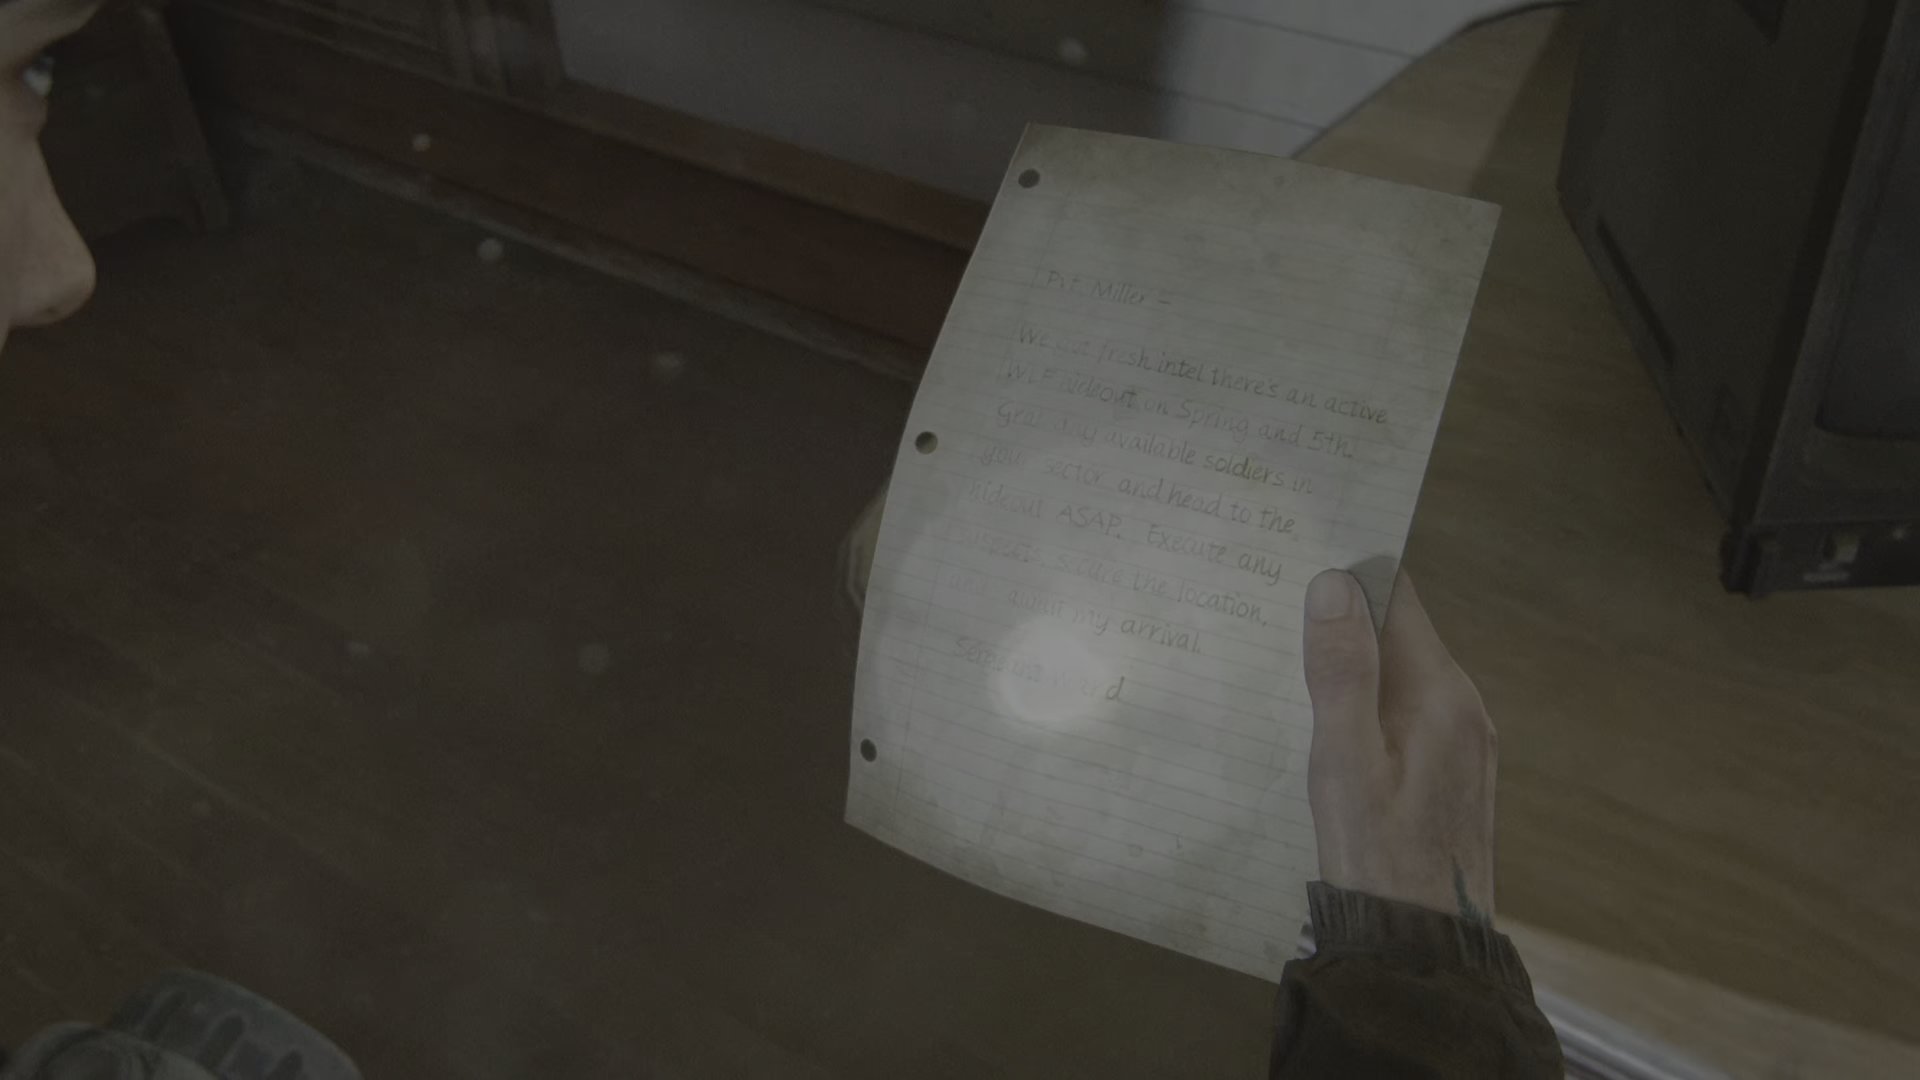 Pvt. Miller –
We got fresh intel there's an active
WLF hideout on Spring and 5th.
Grab any available soldiers in
your sector and head to the
hideout ASAP. Execute any
suspects, secure the location,
and await my arrival.
Sergeant